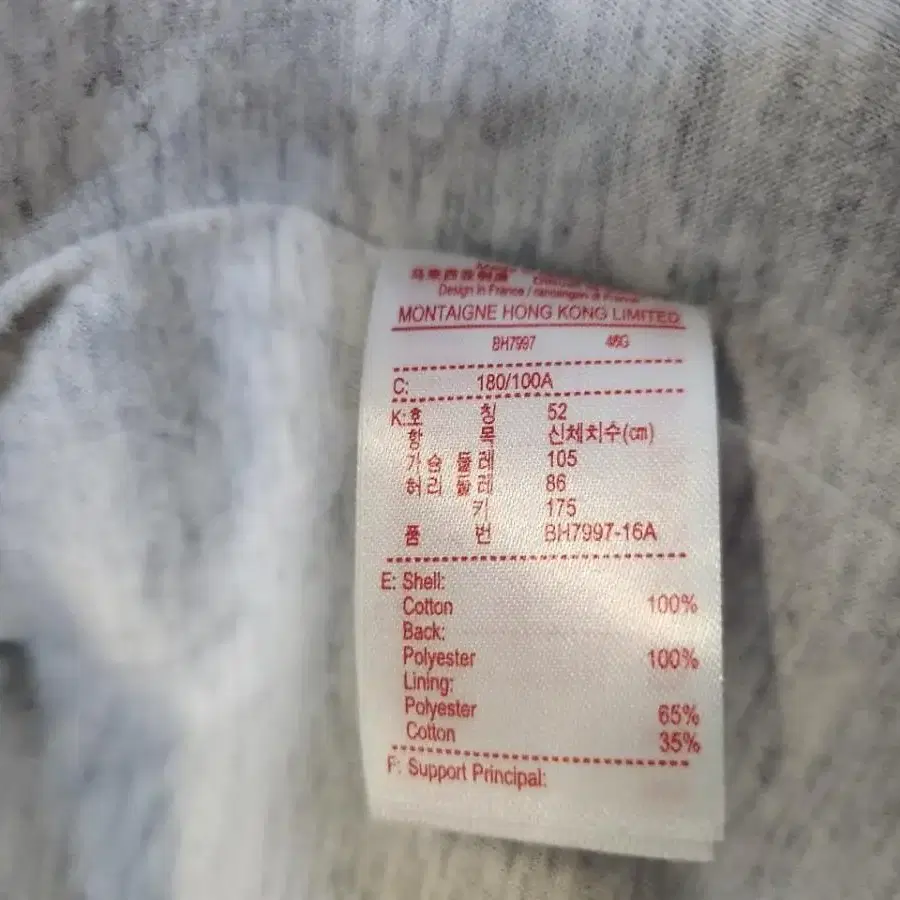 Design in France /
MONTAIGNE HONG KONG LIMITED
BH7997
C: 180/100A
K:호 칭 52
항 목 신체치수(cm)
가 슴 둘 레 105
허 리 둘 레 86
키 175
품 번 BH7997-16A
E: Shell:
Cotton 100%
Back:
Polyester 100%
Lining:
Polyester 65%
Cotton 35%
F: Support Principal: